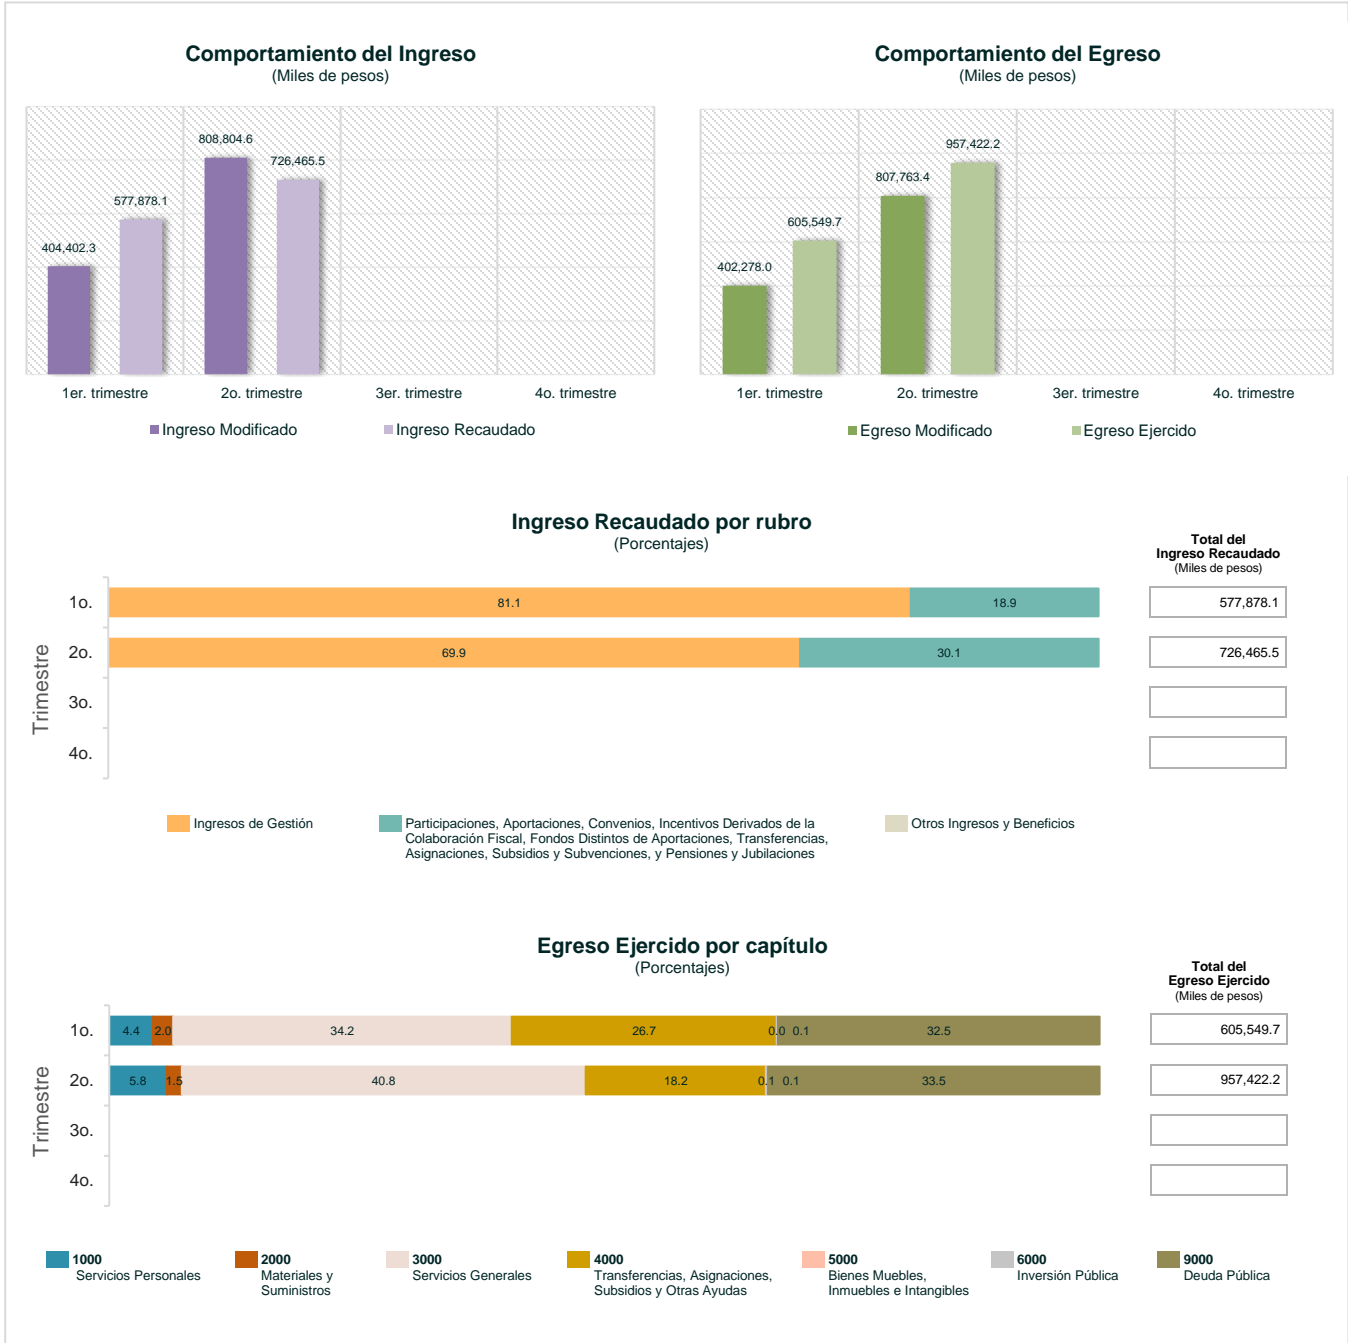 Comportamiento del Ingreso
(Miles de pesos)
808,804.6
726,465.5
577,878.1
404,402.3
1er. trimestre
2o. trimestre
3er. trimestre
4o. trimestre
Ingreso Modificado
Ingreso Recaudado
Comportamiento del Egreso
(Miles de pesos)
957,422.2
807,763.4
605,549.7
402,278.0
1er. trimestre
2o. trimestre
3er. trimestre
4o. trimestre
Egreso Modificado
Egreso Ejercido
Ingreso Recaudado por rubro
(Porcentajes)
Total del
Ingreso Recaudado
(Miles de pesos)
Trimestre
1o.
81.1
18.9
577,878.1
2o.
69.9
30.1
726,465.5
3o.
4o.
Ingresos de Gestión
Participaciones, Aportaciones, Convenios, Incentivos Derivados de la
Colaboración Fiscal, Fondos Distintos de Aportaciones, Transferencias,
Asignaciones, Subsidios y Subvenciones, y Pensiones y Jubilaciones
Otros Ingresos y Beneficios
Egreso Ejercido por capítulo
(Porcentajes)
Total del
Egreso Ejercido
(Miles de pesos)
Trimestre
1o.
4.4
2.0
34.2
26.7
0.0
0.1
32.5
605,549.7
2o.
5.8
1.5
40.8
18.2
0.1
0.1
33.5
957,422.2
3o.
4o.
1000
Servicios Personales
2000
Materiales y
Suministros
3000
Servicios Generales
4000
Transferencias, Asignaciones,
Subsidios y Otras Ayudas
5000
Bienes Muebles,
Inmuebles e Intangibles
6000
Inversión Pública
9000
Deuda Pública